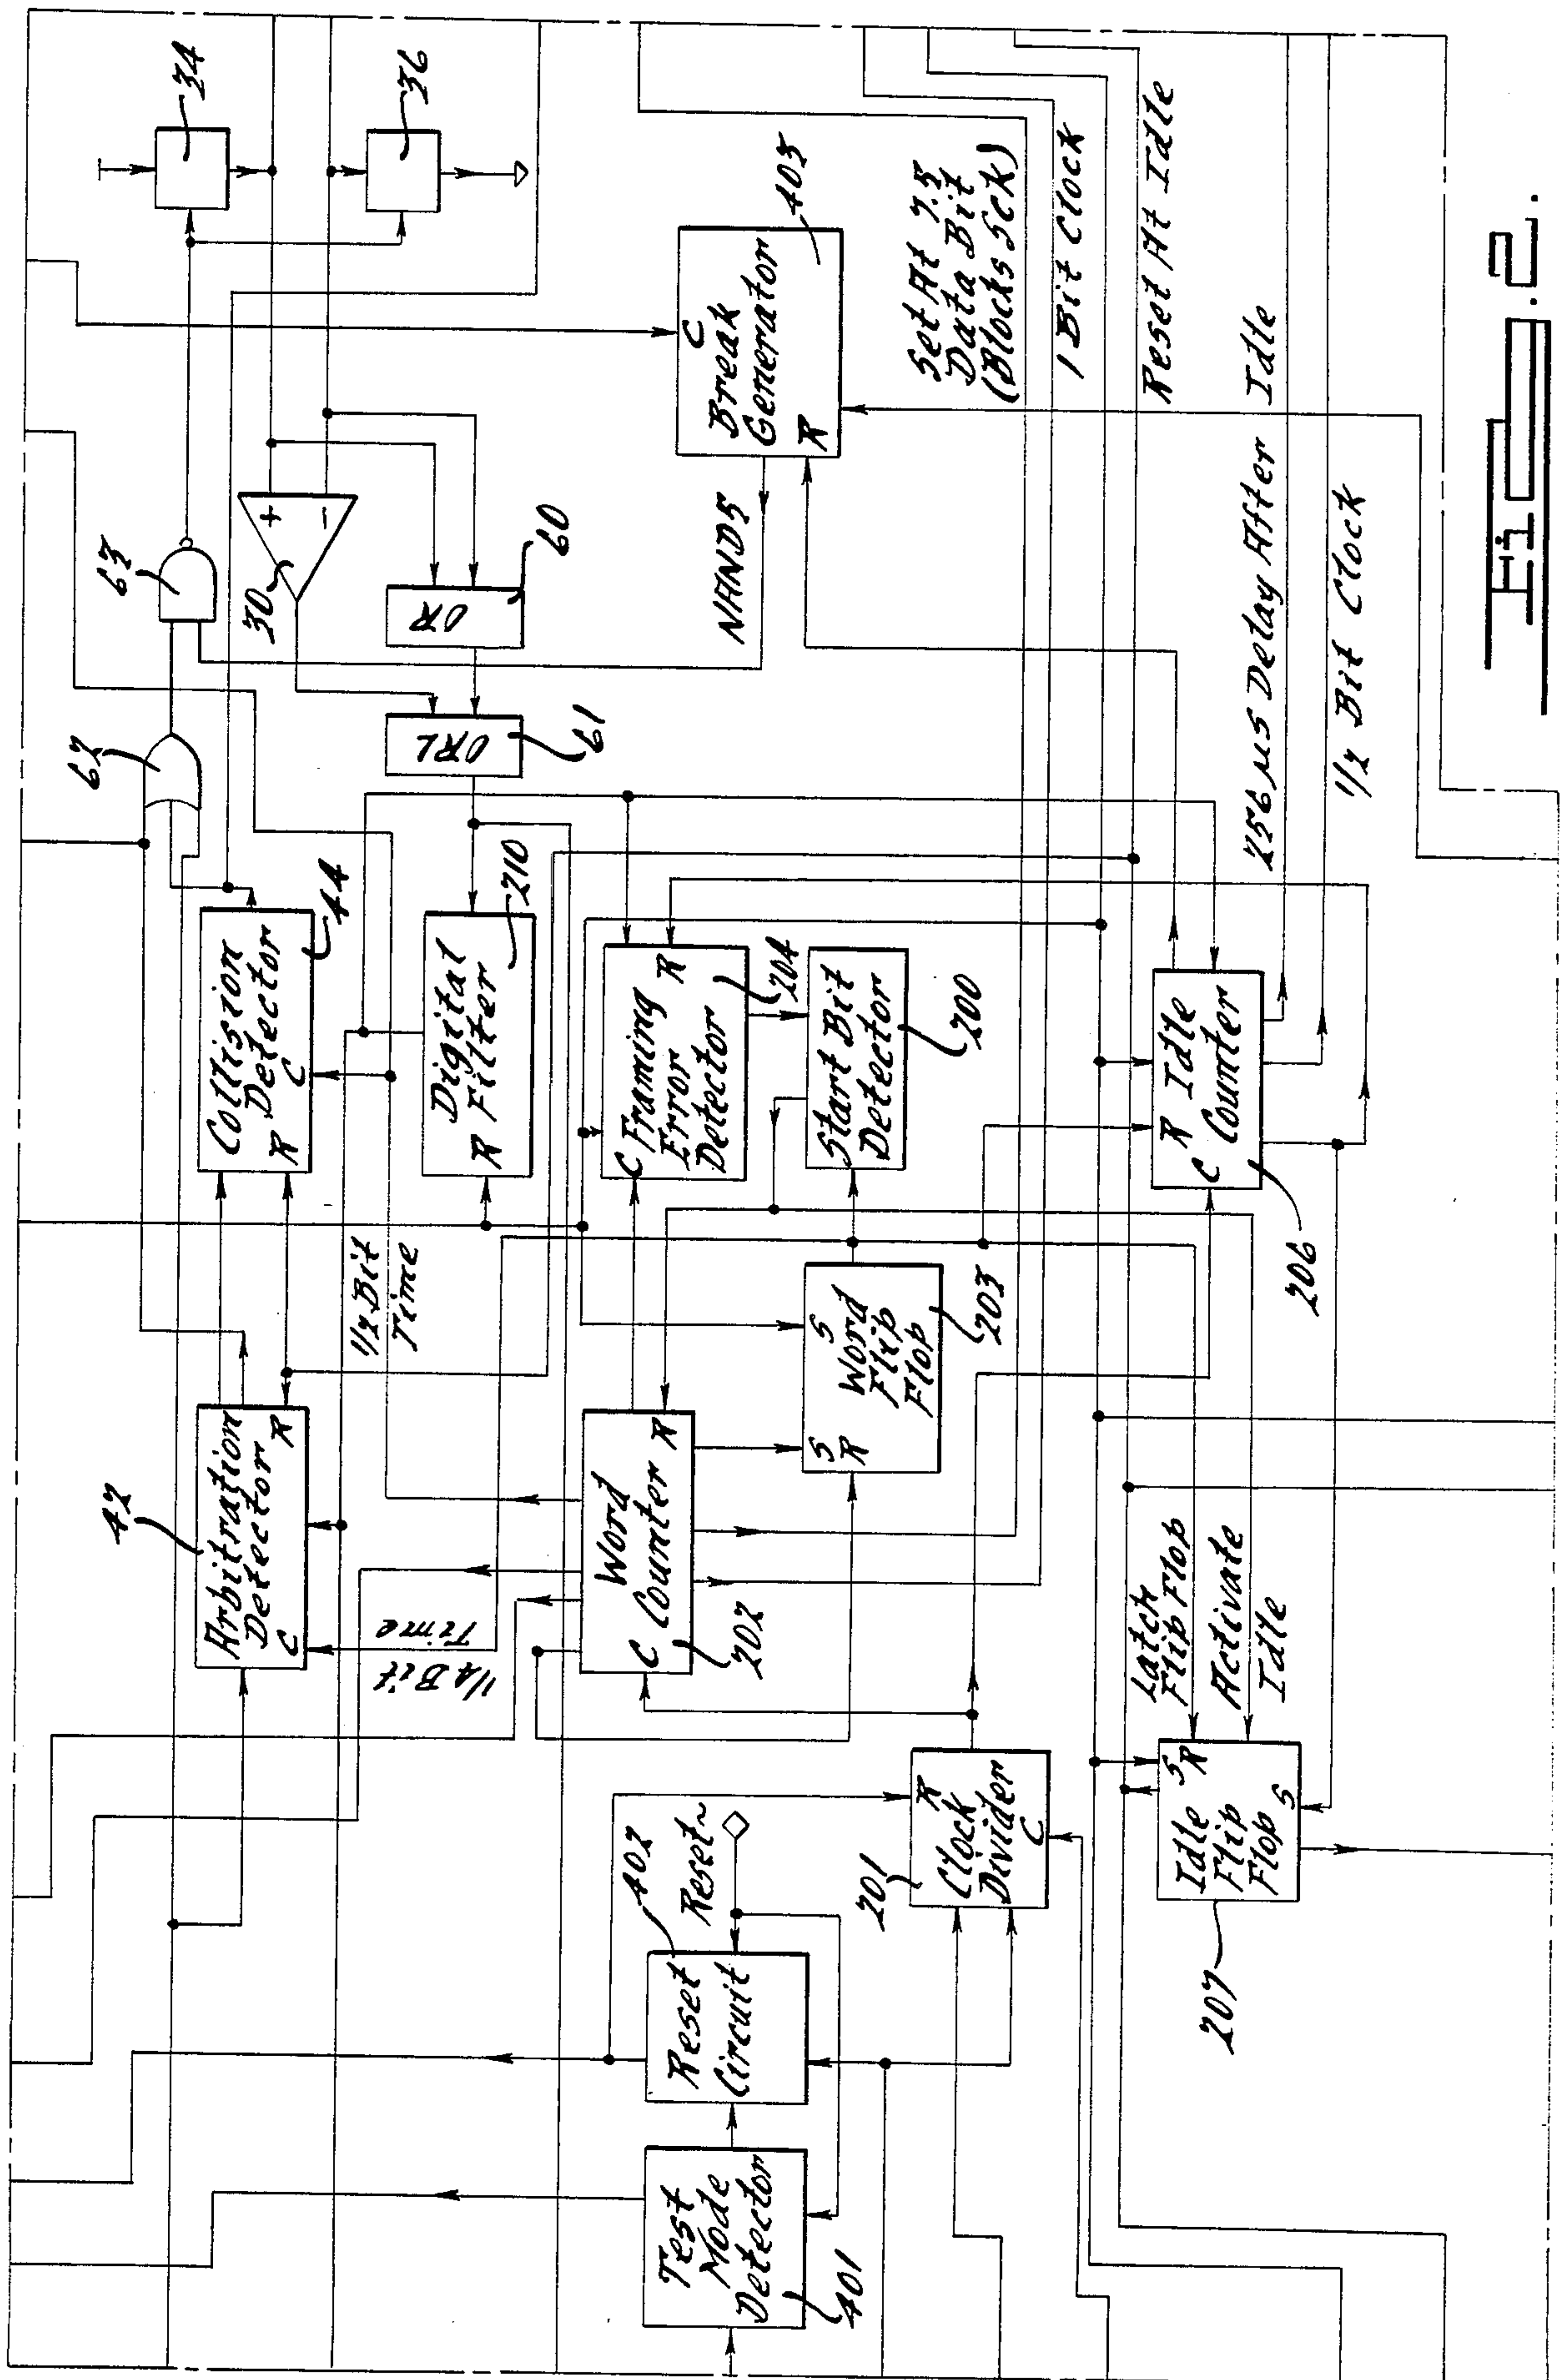 34
36
63
62
30
+
-
OR
60
ORL
61
NAND5
C
Break
Generator
R
403
Set At 7.5
Data Bit
(Blocks Sck)
1 Bit Clock
Reset At Idle
256 µs Delay After Idle
1/2 Bit Clock
Collision
Detector
R C
44
Digital
R Filter
210
C Framing
Error
Detector
R
204
Start Bit
Detector
200
R Idle
C Counter
206
42
Arbitration
Detector
C R
1/2 Bit
Time
1/4 Bit
Time
Word
C Counter R
202
S
S Word
R Flip
Flop
203
Latch
Flip Flop
Activate
Idle
Test
Mode
Detector
401
Reset
Circuit
402
Reset~
201
R
Clock
Divider
C
S
R
Idle
Flip
Flop S
207
Fig. 2.